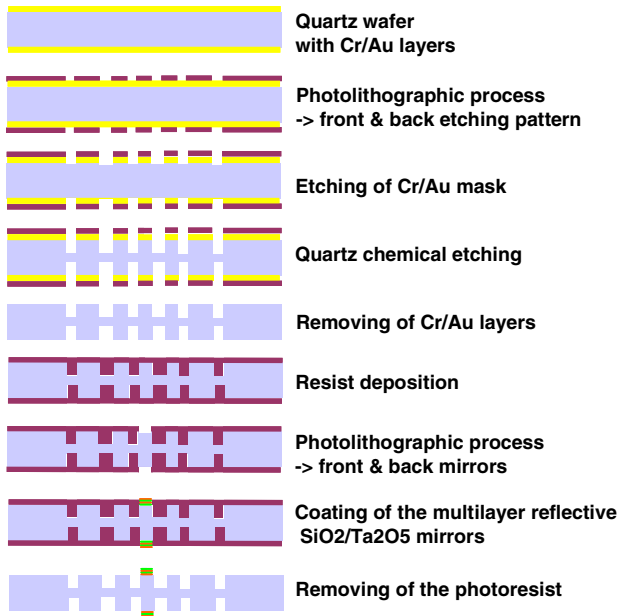 Quartz wafer
with Cr/Au layers
Photolithographic process
-> front & back etching pattern
Etching of Cr/Au mask
Quartz chemical etching
Removing of Cr/Au layers
Resist deposition
Photolithographic process
-> front & back mirrors
Coating of the multilayer reflective
SiO2/Ta2O5 mirrors
Removing of the photoresist